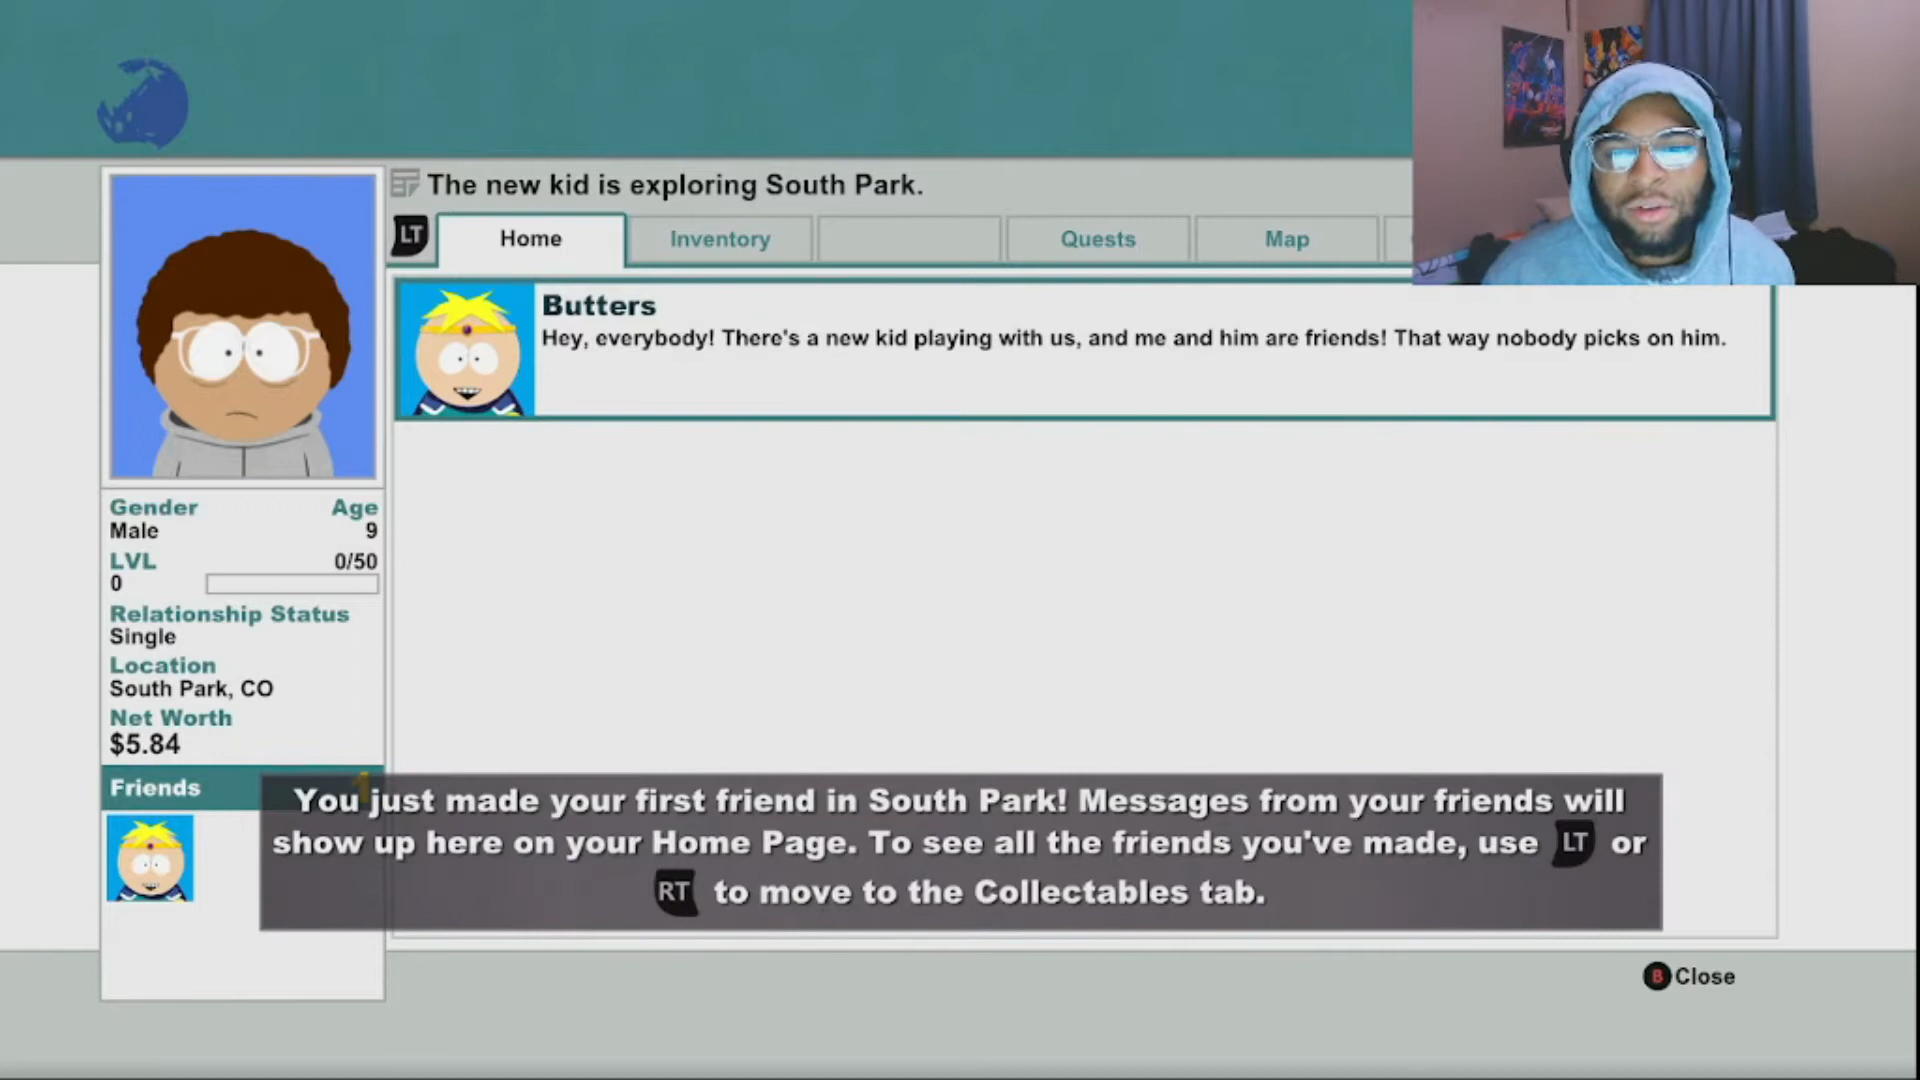 The new kid is exploring South Park.
LT
Home
Inventory
Quests
Map
Butters
Hey, everybody! There's a new kid playing with us, and me and him are friends! That way nobody picks on him.
Gender Age
Male 9
LVL 0/50
0
Relationship Status
Single
Location
South Park, CO
Net Worth
$5.84
Friends 1
You just made your first friend in South Park! Messages from your friends will
show up here on your Home Page. To see all the friends you've made, use LT or
RT to move to the Collectables tab.
B Close